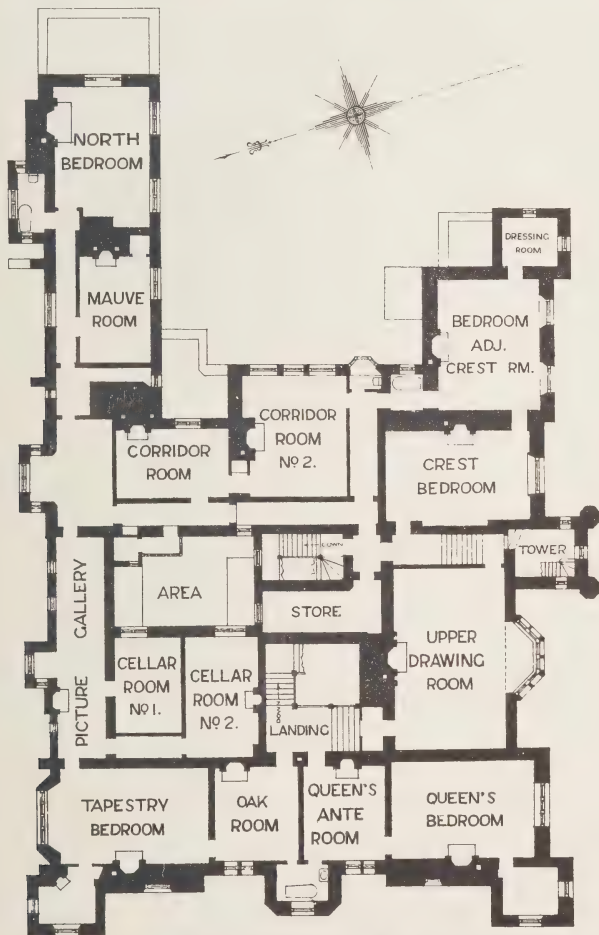 NORTH
BEDROOM
MAUVE
ROOM
DRESSING
ROOM
BEDROOM
ADJ.
CREST RM.
CORRIDOR
ROOM
Nº 2.
CORRIDOR
ROOM
CREST
BEDROOM
DOWN
TOWER
AREA
STORE
PICTURE GALLERY
UPPER
DRAWING
ROOM
CELLAR
ROOM
Nº 1.
CELLAR
ROOM
Nº 2.
LANDING
TAPESTRY
BEDROOM
OAK
ROOM
QUEEN'S
ANTE
ROOM
QUEEN'S
BEDROOM